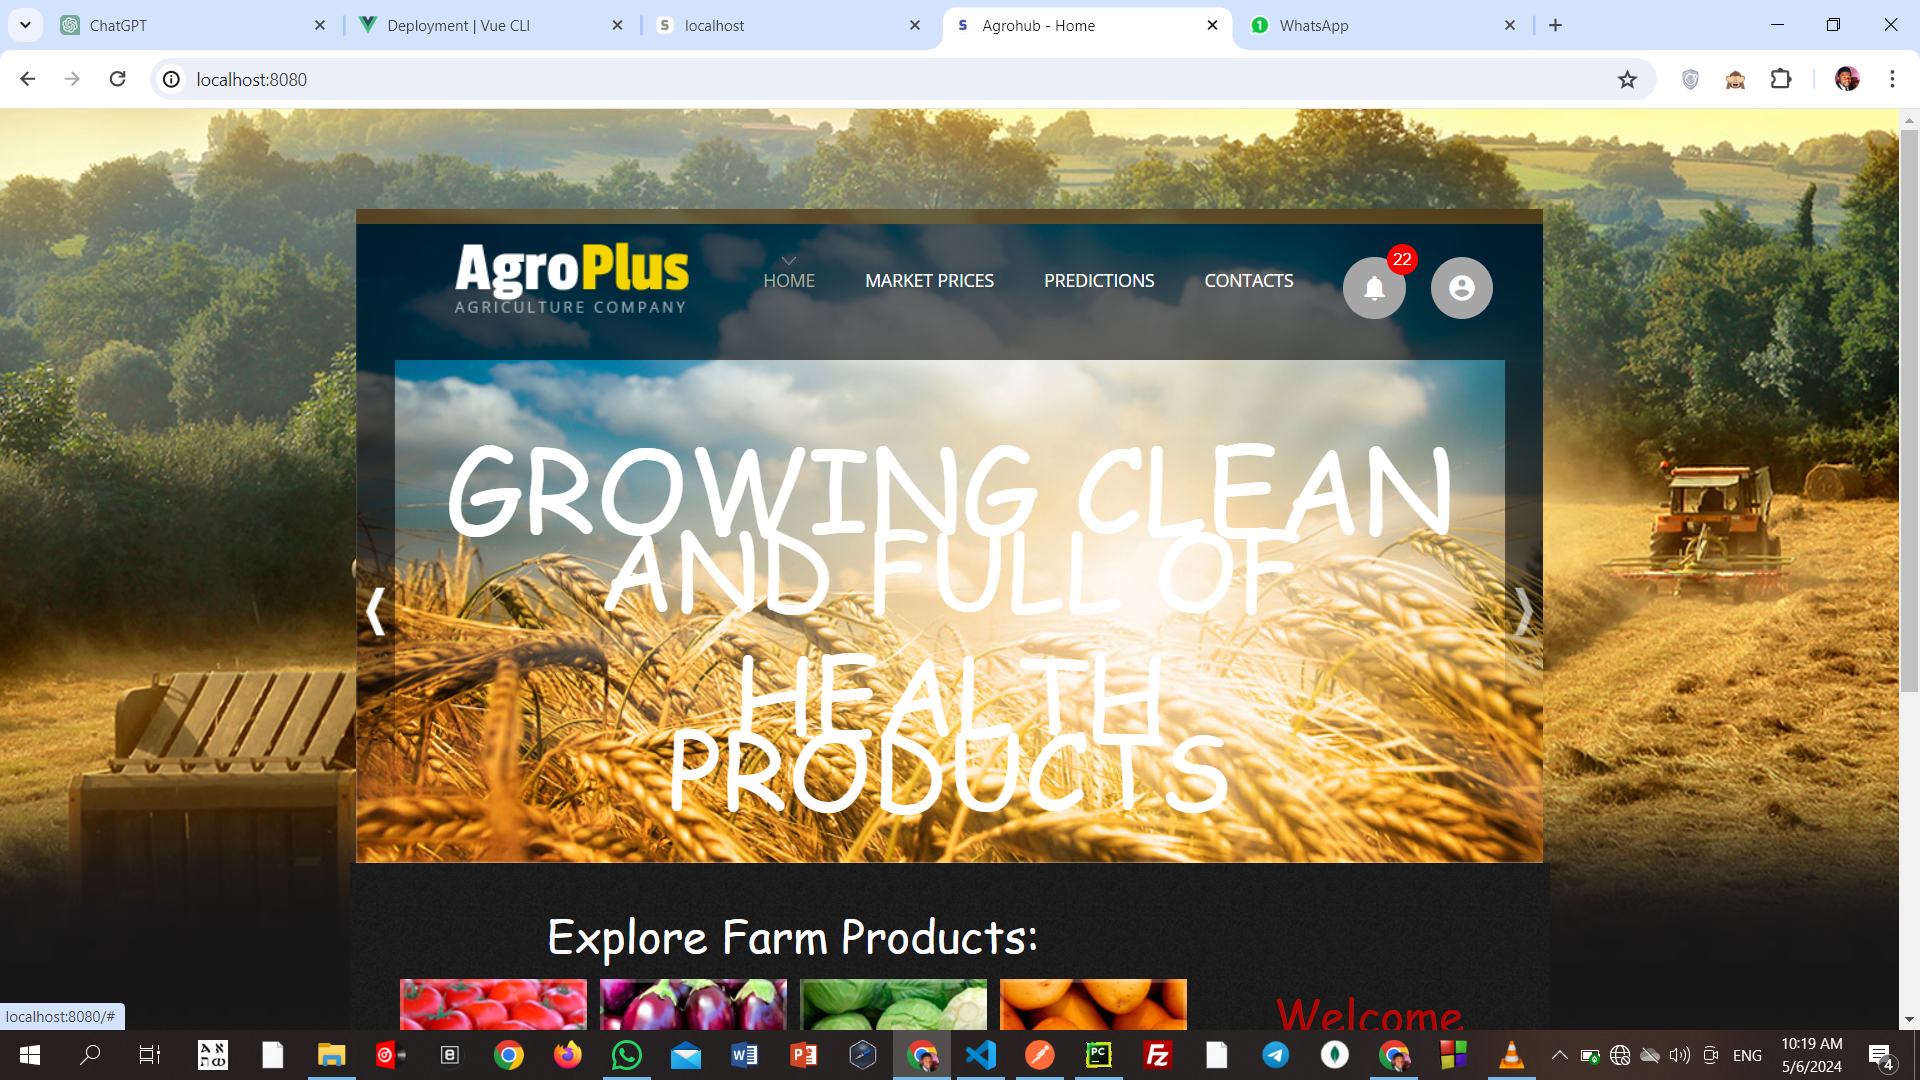 ChatGPT
Deployment | Vue CLI
S localhost
S Agrohub - Home
1 WhatsApp
localhost:8080
AgroPlus
AGRICULTURE COMPANY
HOME
MARKET PRICES
PREDICTIONS
CONTACTS
22
GROWING CLEAN
AND FULL OF
HEALTH
PRODUCTS
Explore Farm Products:
Welcome
localhost:8080/#
ENG
10:19 AM
5/6/2024
4